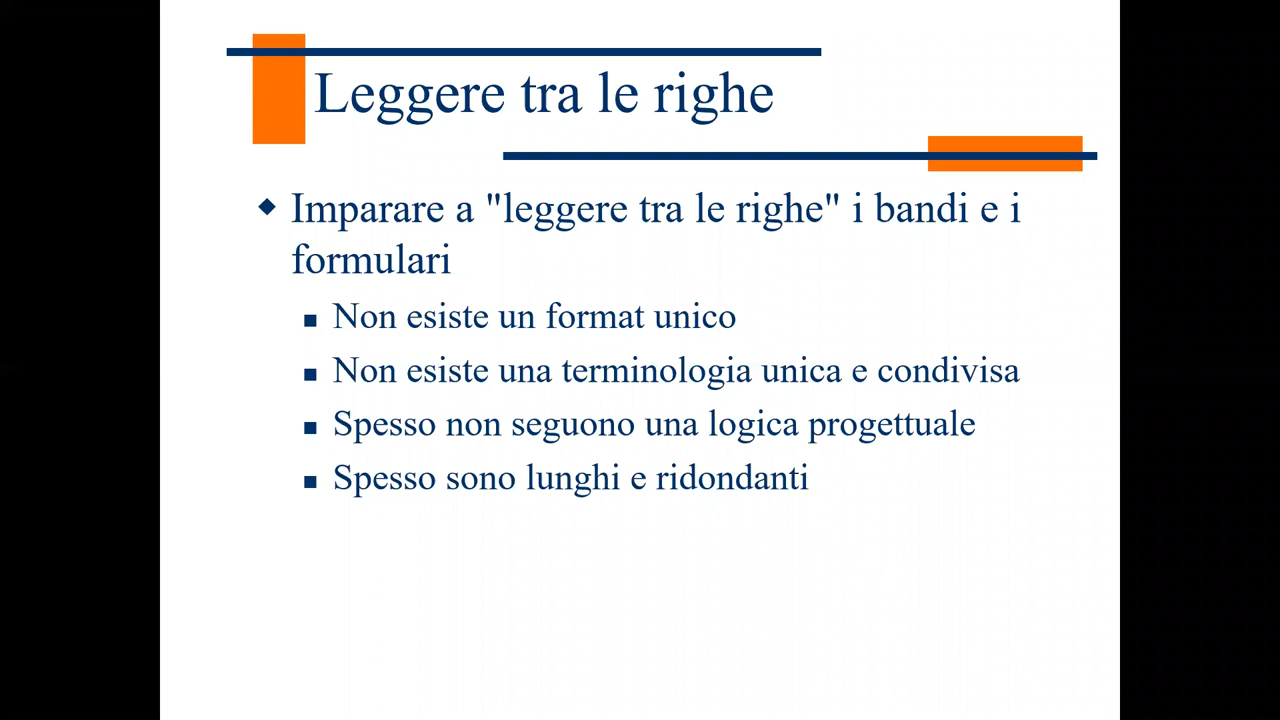 Leggere tra le righe
Imparare a "leggere tra le righe" i bandi e i
formulari
Non esiste un format unico
Non esiste una terminologia unica e condivisa
Spesso non seguono una logica progettuale
Spesso sono lunghi e ridondanti